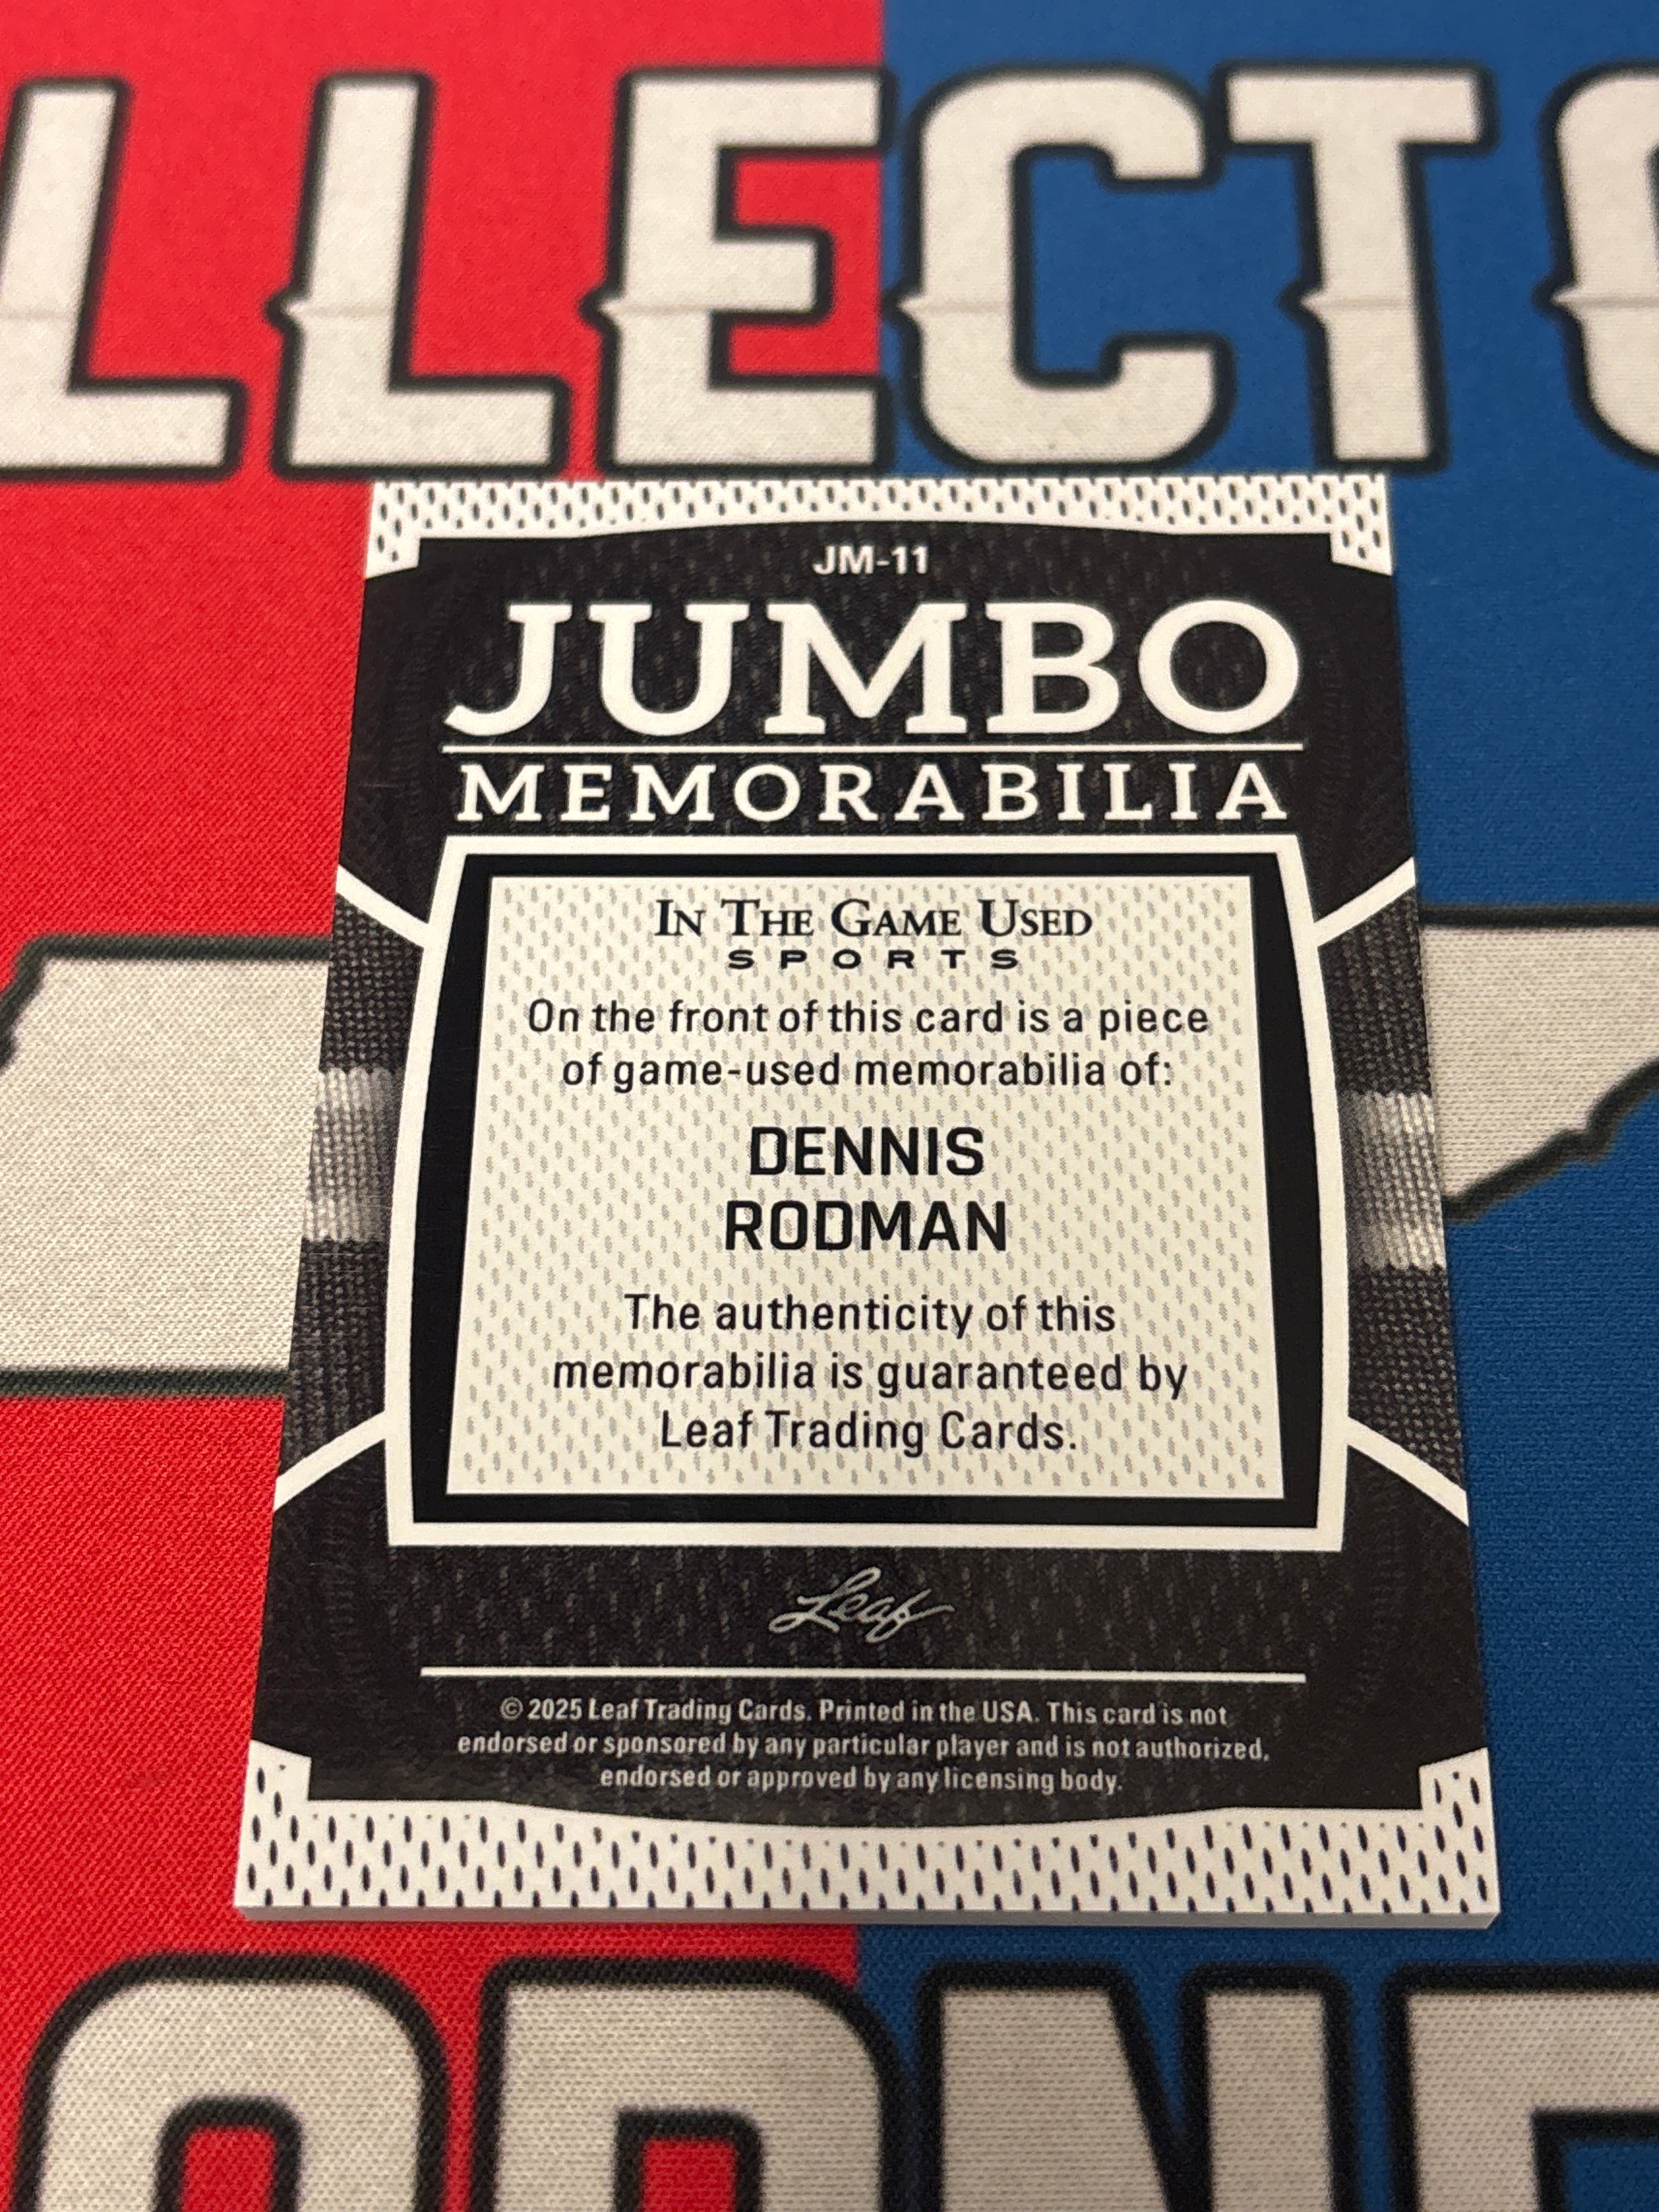 LLECTO
JM-11
JUMBO
MEMORABILIA
IN THE GAME USED
SPORTS
On the front of this card is a piece
of game-used memorabilia of:
DENNIS
RODMAN
The authenticity of this
memorabilia is guaranteed by
Leaf Trading Cards.
Leaf
© 2025 Leaf Trading Cards. Printed in the USA. This card is not
endorsed or sponsored by any particular player and is not authorized,
endorsed or approved by any licensing body.